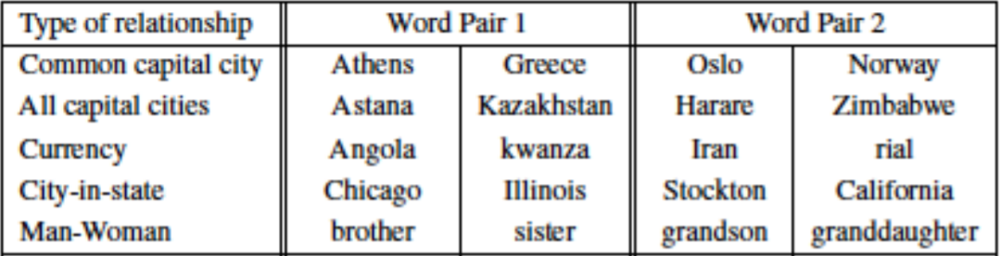 Type of relationship Word Pair 1 Word Pair 2
Common capital city Athens Greece Oslo Norway
All capital cities Astana Kazakhstan Harare Zimbabwe
Currency Angola kwanza Iran rial
City-in-state Chicago Illinois Stockton California
Man-Woman brother sister grandson granddaughter